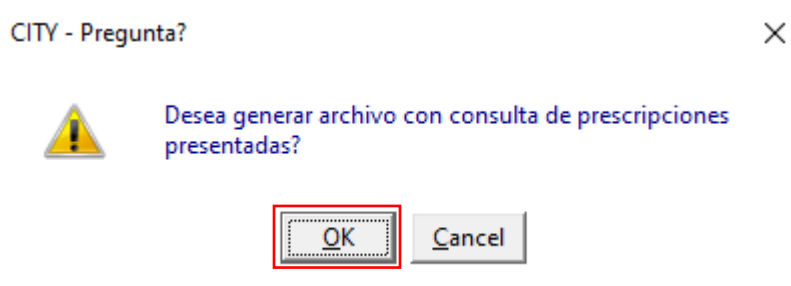 CITY - Pregunta?
Desea generar archivo con consulta de prescripciones
presentadas?
OK
Cancel